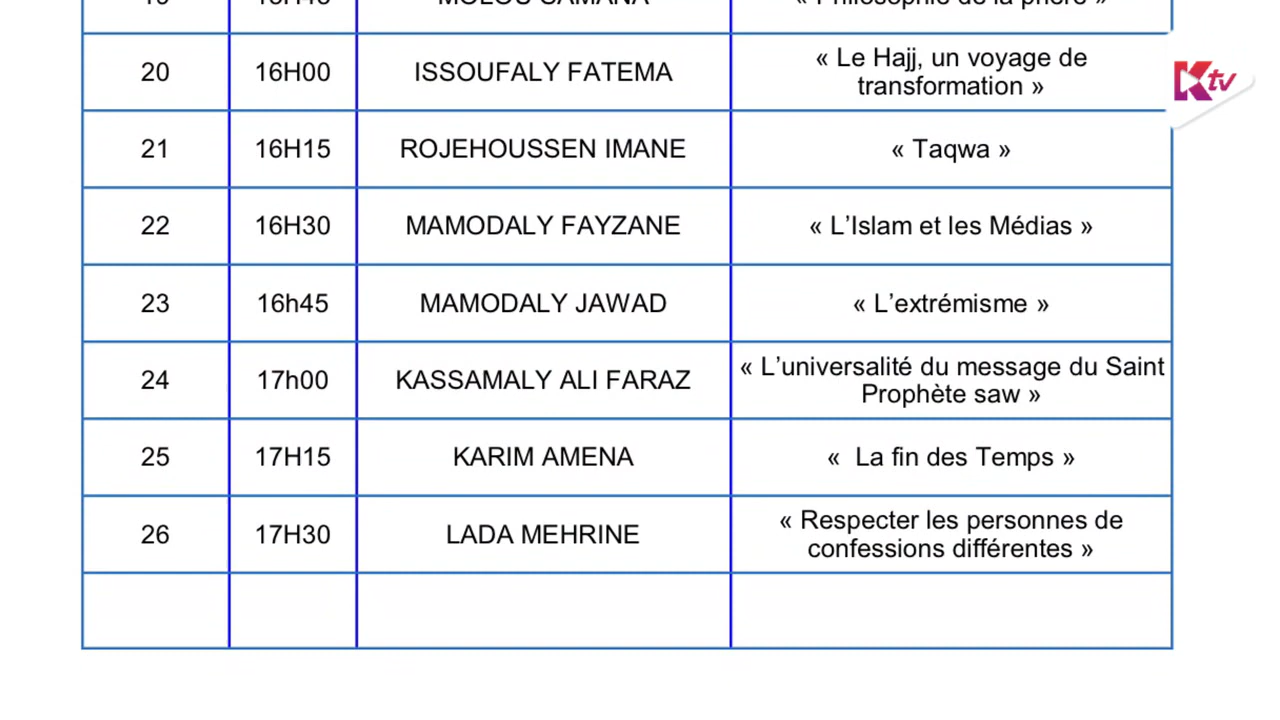 20 16H00 ISSOUFALY FATEMA « Le Hajj, un voyage de
transformation »
21 16H15 ROJEHOUSSEN IMANE « Taqwa »
22 16H30 MAMODALY FAYZANE « L’Islam et les Médias »
23 16h45 MAMODALY JAWAD « L’extrémisme »
24 17h00 KASSAMALY ALI FARAZ « L’universalité du message du Saint
Prophète saw »
25 17H15 KARIM AMENA « La fin des Temps »
26 17H30 LADA MEHRINE « Respecter les personnes de
confessions différentes »
Ktv